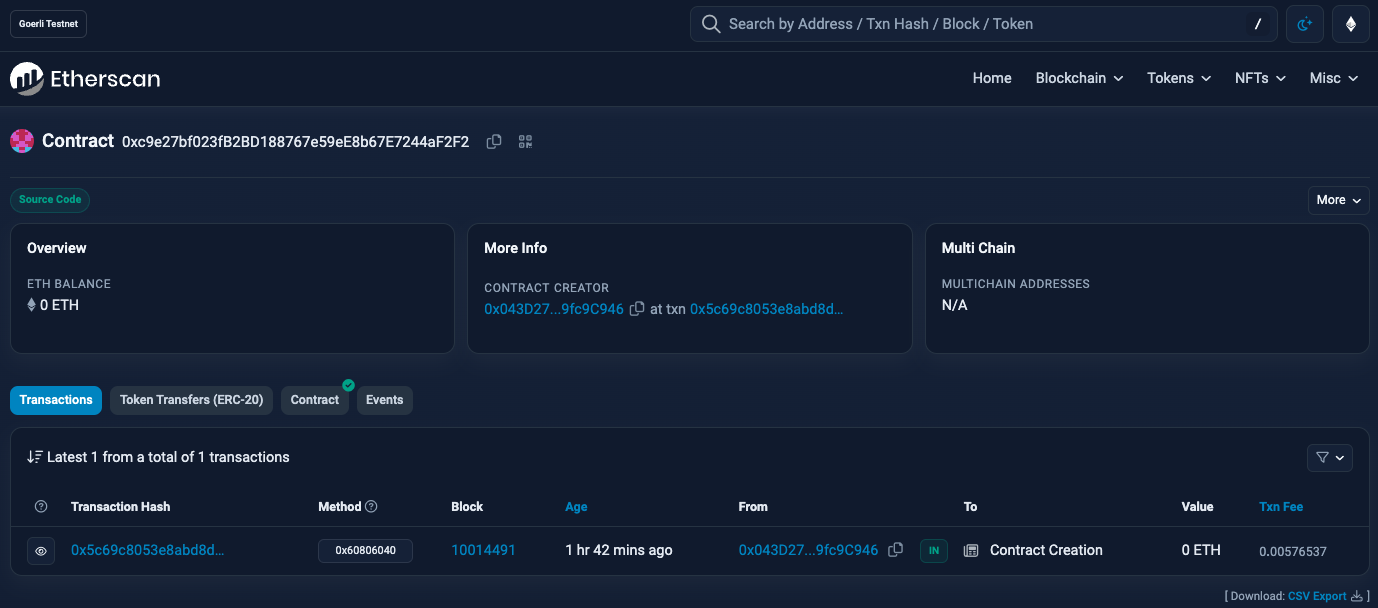 Goerli Testnet
Search by Address / Txn Hash / Block / Token /
Etherscan Home Blockchain Tokens NFTs Misc
Contract 0xc9e27bf023fB2BD188767e59eE8b67E7244aF2F2
Source Code More
Overview
ETH BALANCE
0 ETH
More Info
CONTRACT CREATOR
0x043D27...9fc9C946 at txn 0x5c69c8053e8abd8d...
Multi Chain
MULTICHAIN ADDRESSES
N/A
Transactions Token Transfers (ERC-20) Contract Events
Latest 1 from a total of 1 transactions
Transaction Hash Method Block Age From To Value Txn Fee
0x5c69c8053e8abd8d... 0x60806040 10014491 1 hr 42 mins ago 0x043D27...9fc9C946 IN Contract Creation 0 ETH 0.00576537
[ Download: CSV Export ]